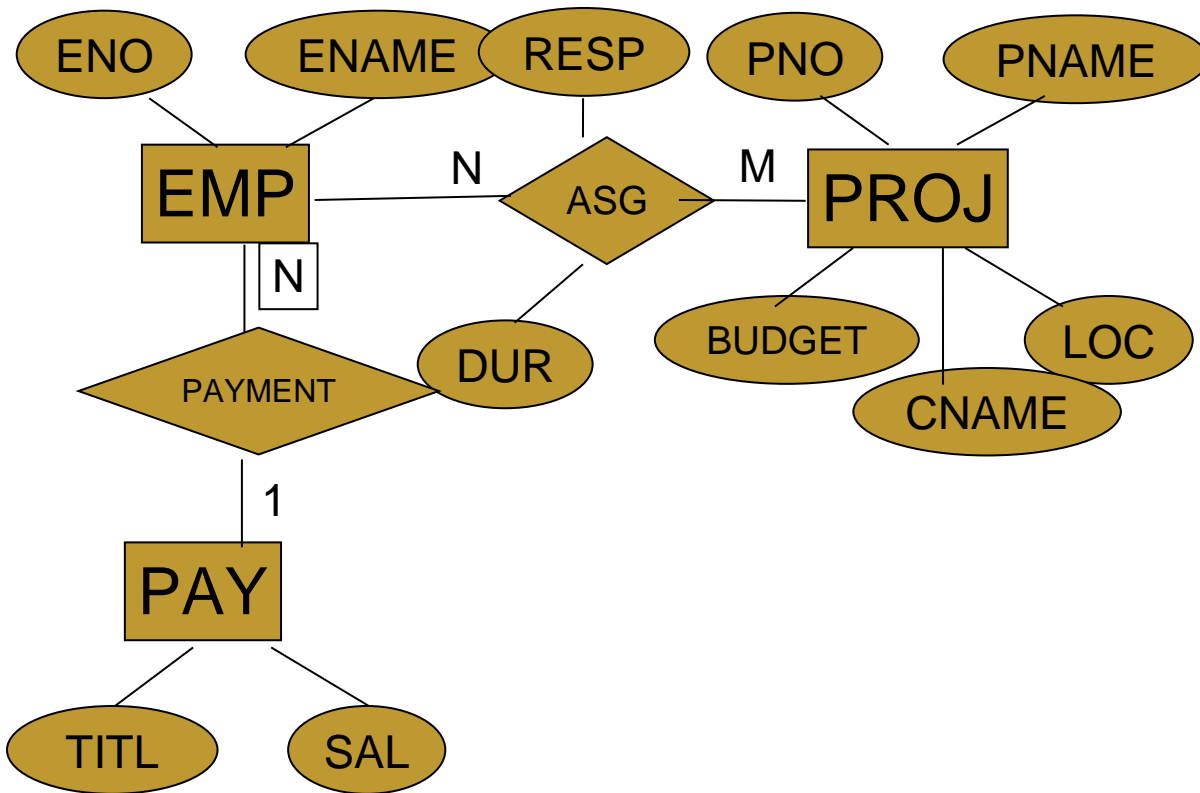 ENO
ENAME
RESP
PNO
PNAME
EMP
N
ASG
M
PROJ
N
BUDGET
LOC
DUR
PAYMENT
CNAME
1
PAY
TITL
SAL